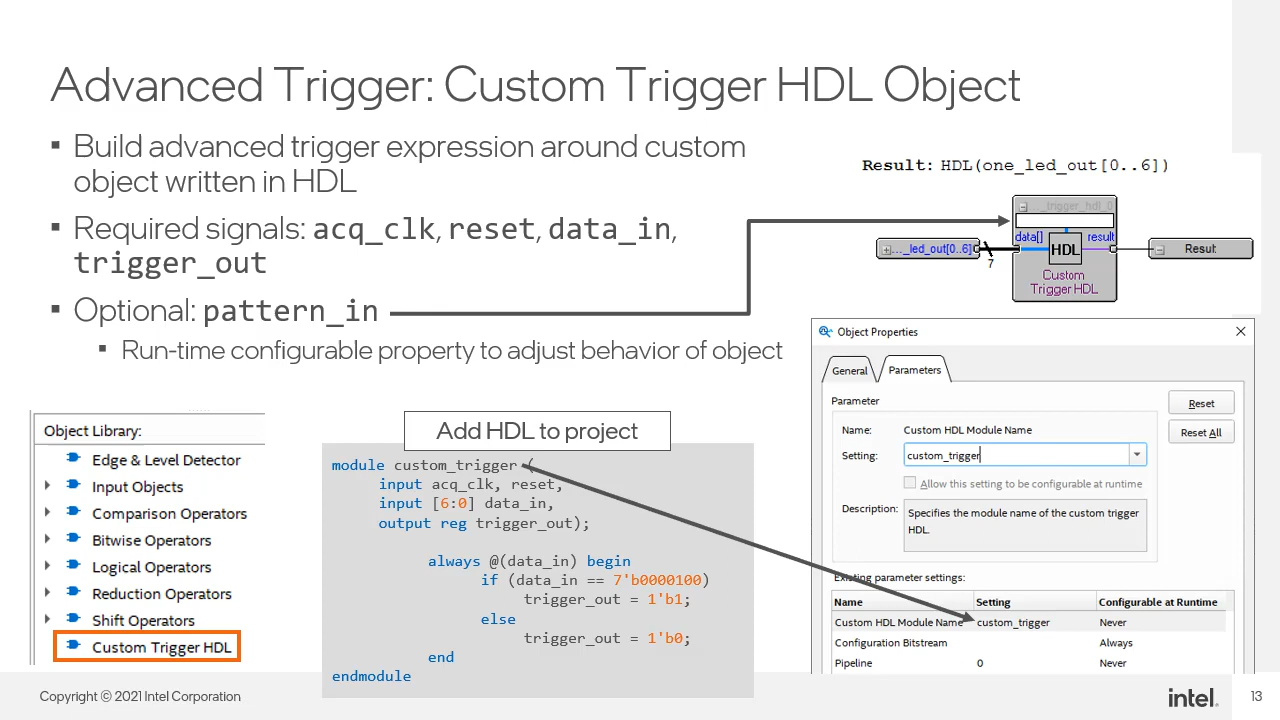 Advanced Trigger: Custom Trigger HDL Object
▪ Build advanced trigger expression around custom
object written in HDL
▪ Required signals: acq_clk, reset, data_in,
trigger_out
▪ Optional: pattern_in
▪ Run-time configurable property to adjust behavior of object
Result: HDL(one_led_out[0..6])
..._trigger_hdl_0
data[] result
..._led_out[0..6]
HDL
Result
7
Custom
Trigger HDL
Object Properties
General Parameters
Parameter
Name: Custom HDL Module Name
Setting: custom_trigger
Allow this setting to be configurable at runtime
Description: Specifies the module name of the custom trigger
HDL.
Reset
Reset All
Existing parameter settings:
Name Setting Configurable at Runtime
Custom HDL Module Name custom_trigger Never
Configuration Bitstream Always
Pipeline 0 Never
Object Library:
Edge & Level Detector
Input Objects
Comparison Operators
Bitwise Operators
Logical Operators
Reduction Operators
Shift Operators
Custom Trigger HDL
Add HDL to project
module custom_trigger (
input acq_clk, reset,
input [6:0] data_in,
output reg trigger_out);
always @(data_in) begin
if (data_in == 7'b0000100)
trigger_out = 1'b1;
else
trigger_out = 1'b0;
end
endmodule
Copyright © 2021 Intel Corporation
intel.
13